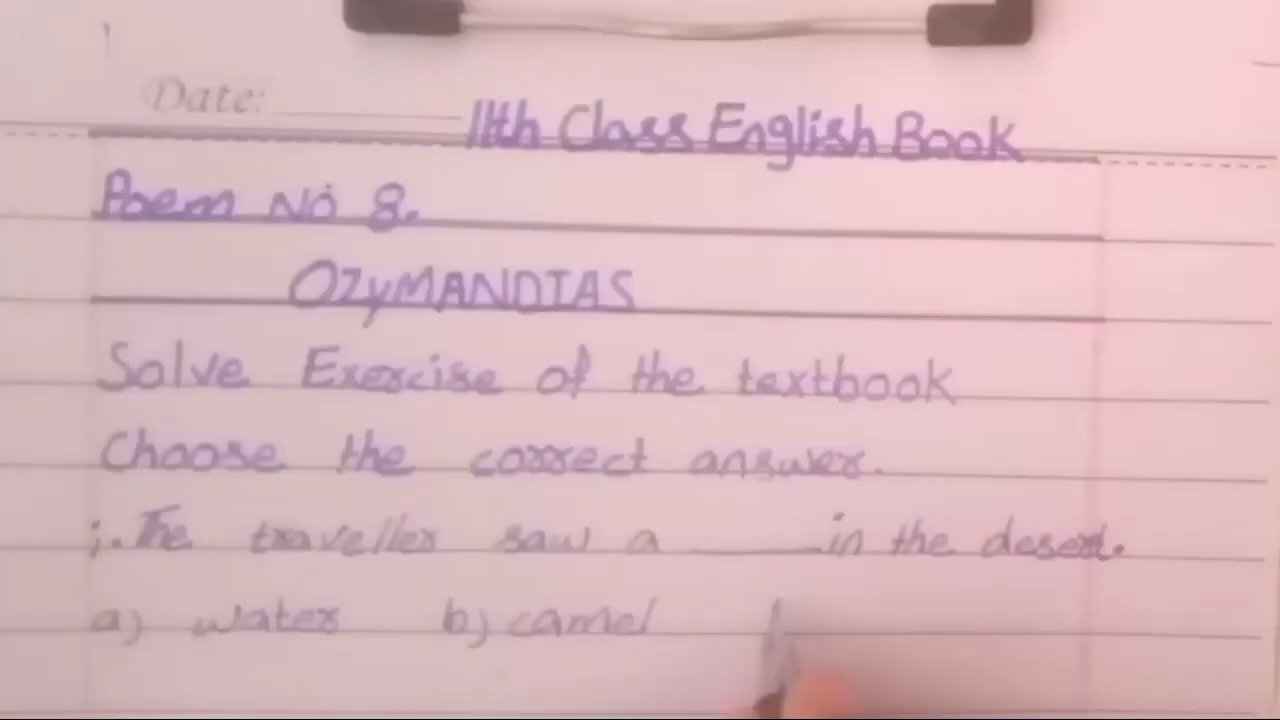 Date:
11th Class English Book
Poem No 8.
OZyMANDIAS
Solve Exercise of the textbook
Choose the correct answer.
i. The traveller saw a ______ in the desert.
a) water b) camel